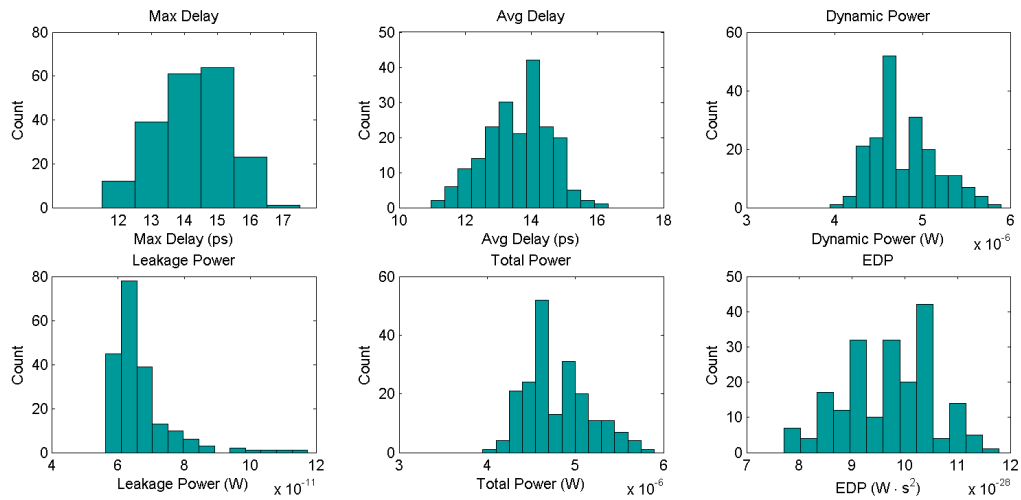 Max Delay
80
60
40
20
0
Count
12 13 14 15 16 17
Max Delay (ps)
Avg Delay
50
40
30
20
10
0
Count
10 12 14 16 18
Avg Delay (ps)
Dynamic Power
60
40
20
0
Count
3 4 5 6
Dynamic Power (W) x 10⁻⁶
Leakage Power
80
60
40
20
0
Count
4 6 8 10 12
Leakage Power (W) x 10⁻¹¹
Total Power
60
40
20
0
Count
3 4 5 6
Total Power (W) x 10⁻⁶
EDP
50
40
30
20
10
0
Count
7 8 9 10 11 12
EDP (W · s²) x 10⁻²⁸